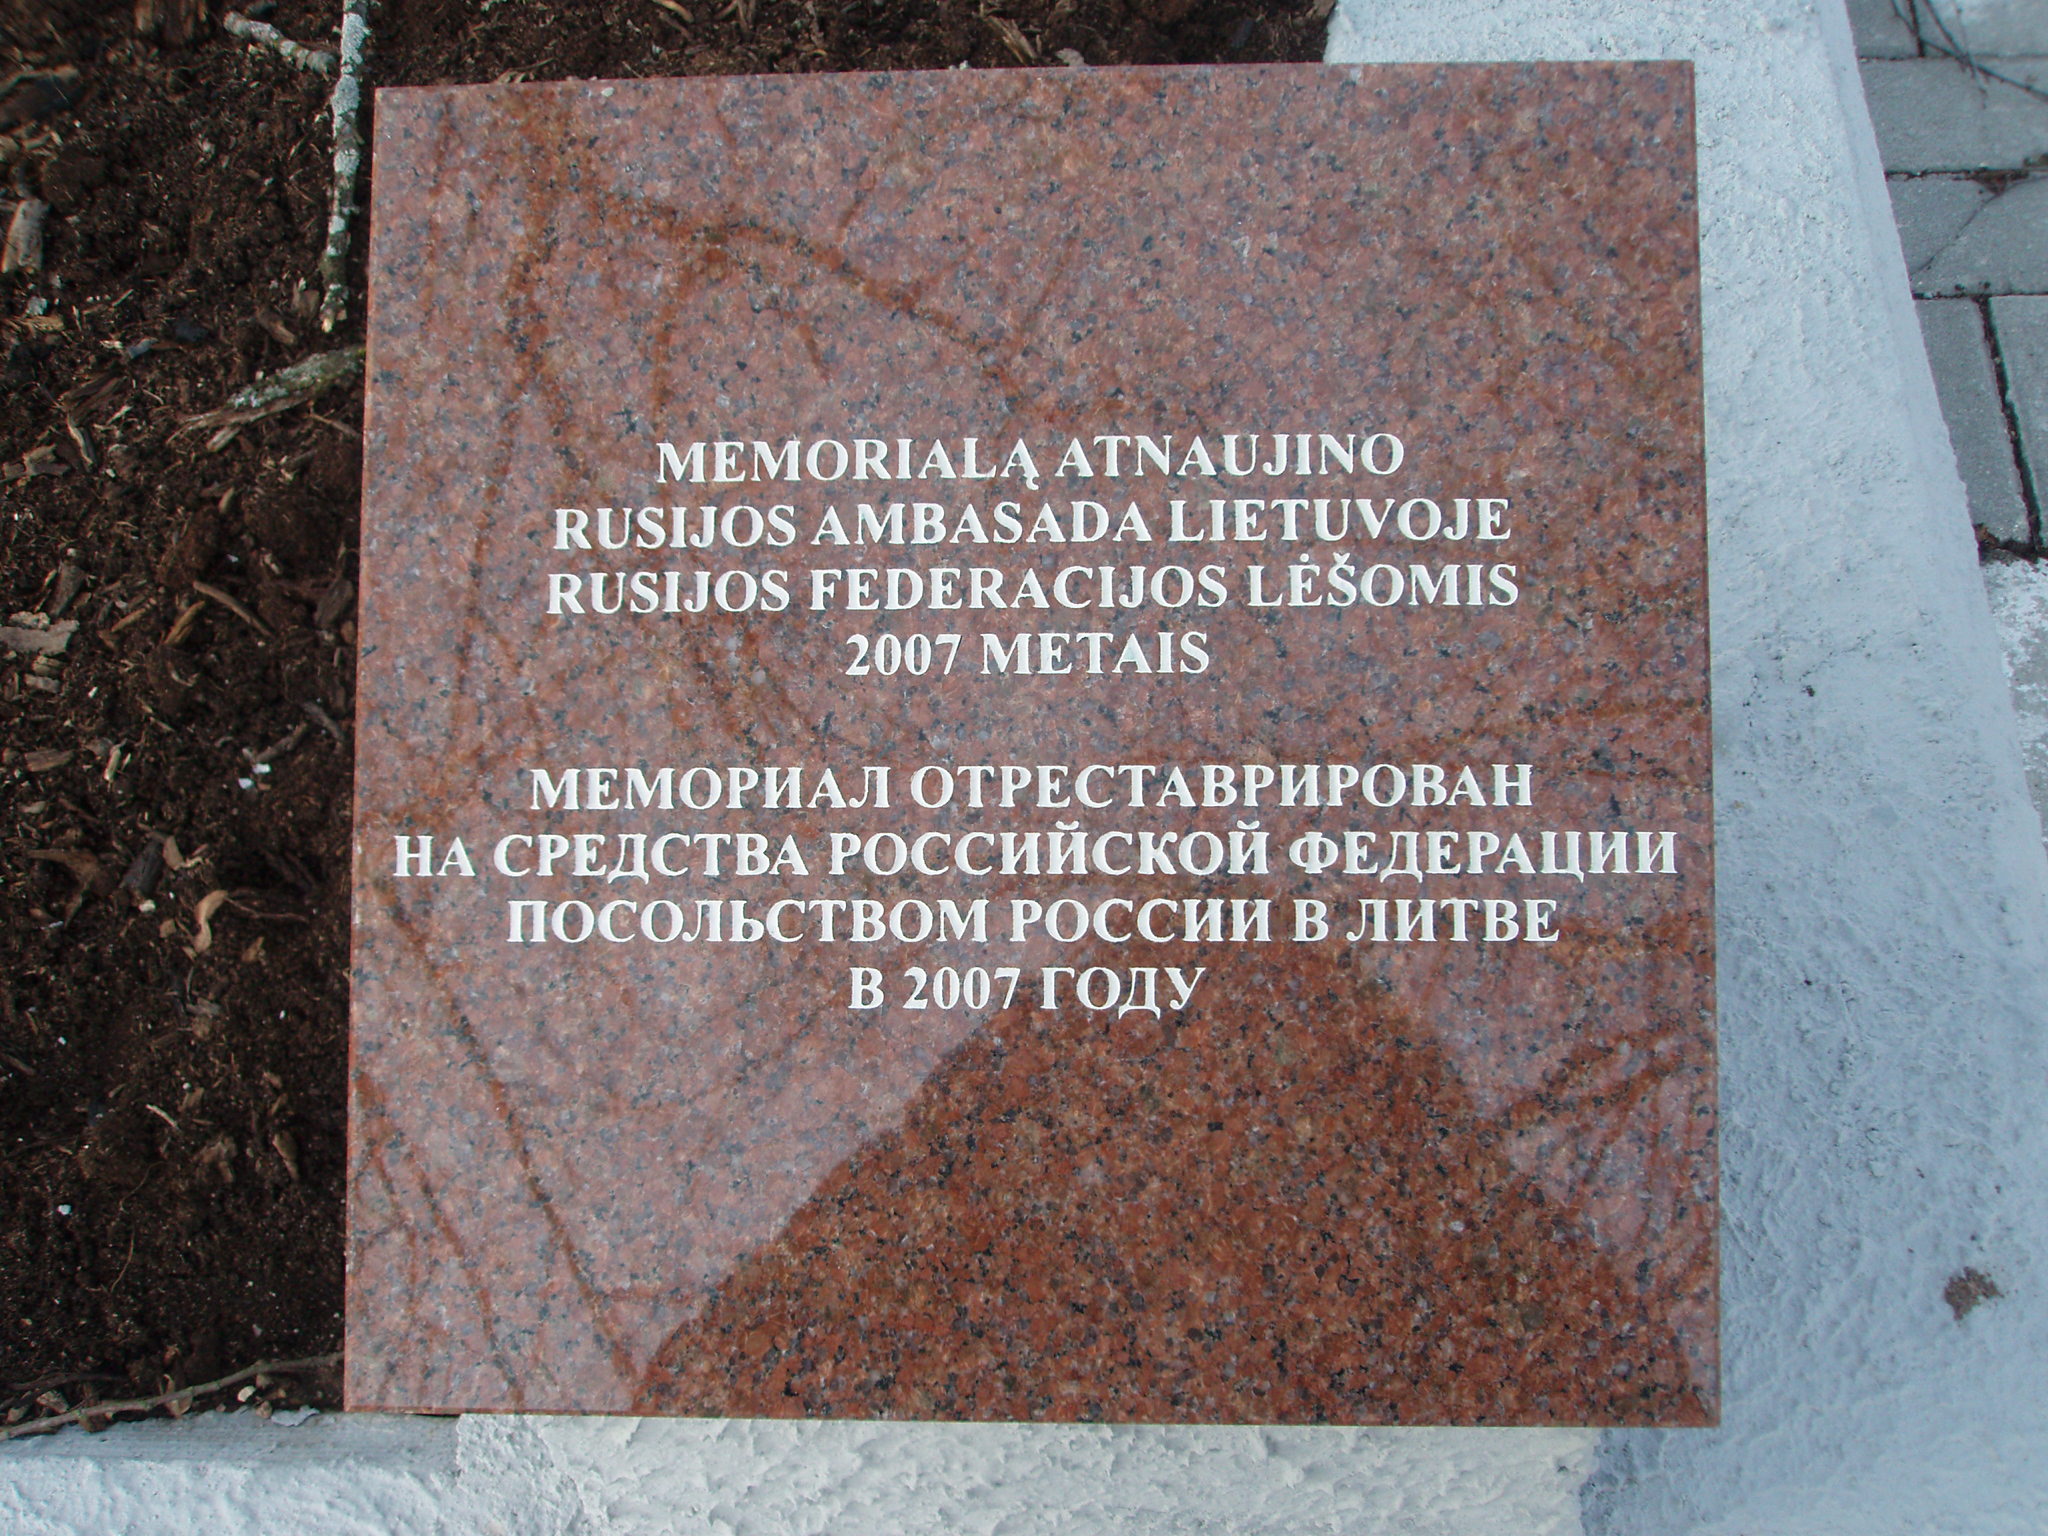 MEMORIALĄ ATNAUJINO
RUSIJOS AMBASADA LIETUVOJE
RUSIJOS FEDERACIJOS LĖŠOMIS
2007 METAIS
МЕМОРИАЛ ОТРЕСТАВРИРОВАН
НА СРЕДСТВА РОССИЙСКОЙ ФЕДЕРАЦИИ
ПОСОЛЬСТВОМ РОССИИ В ЛИТВЕ
В 2007 ГОДУ